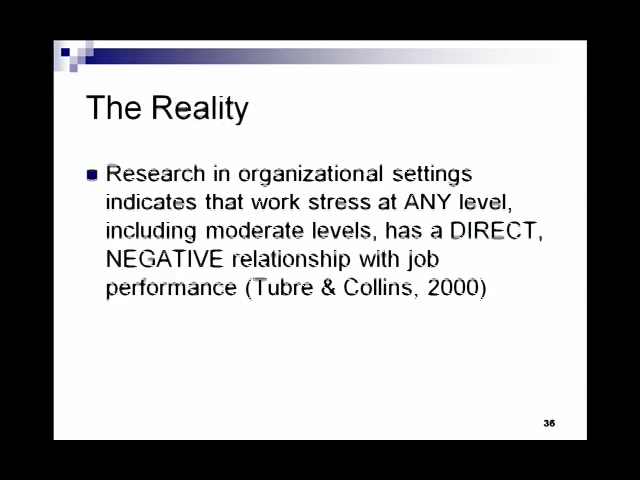 The Reality
Research in organizational settings
indicates that work stress at ANY level,
including moderate levels, has a DIRECT,
NEGATIVE relationship with job
performance (Tubre & Collins, 2000)
36